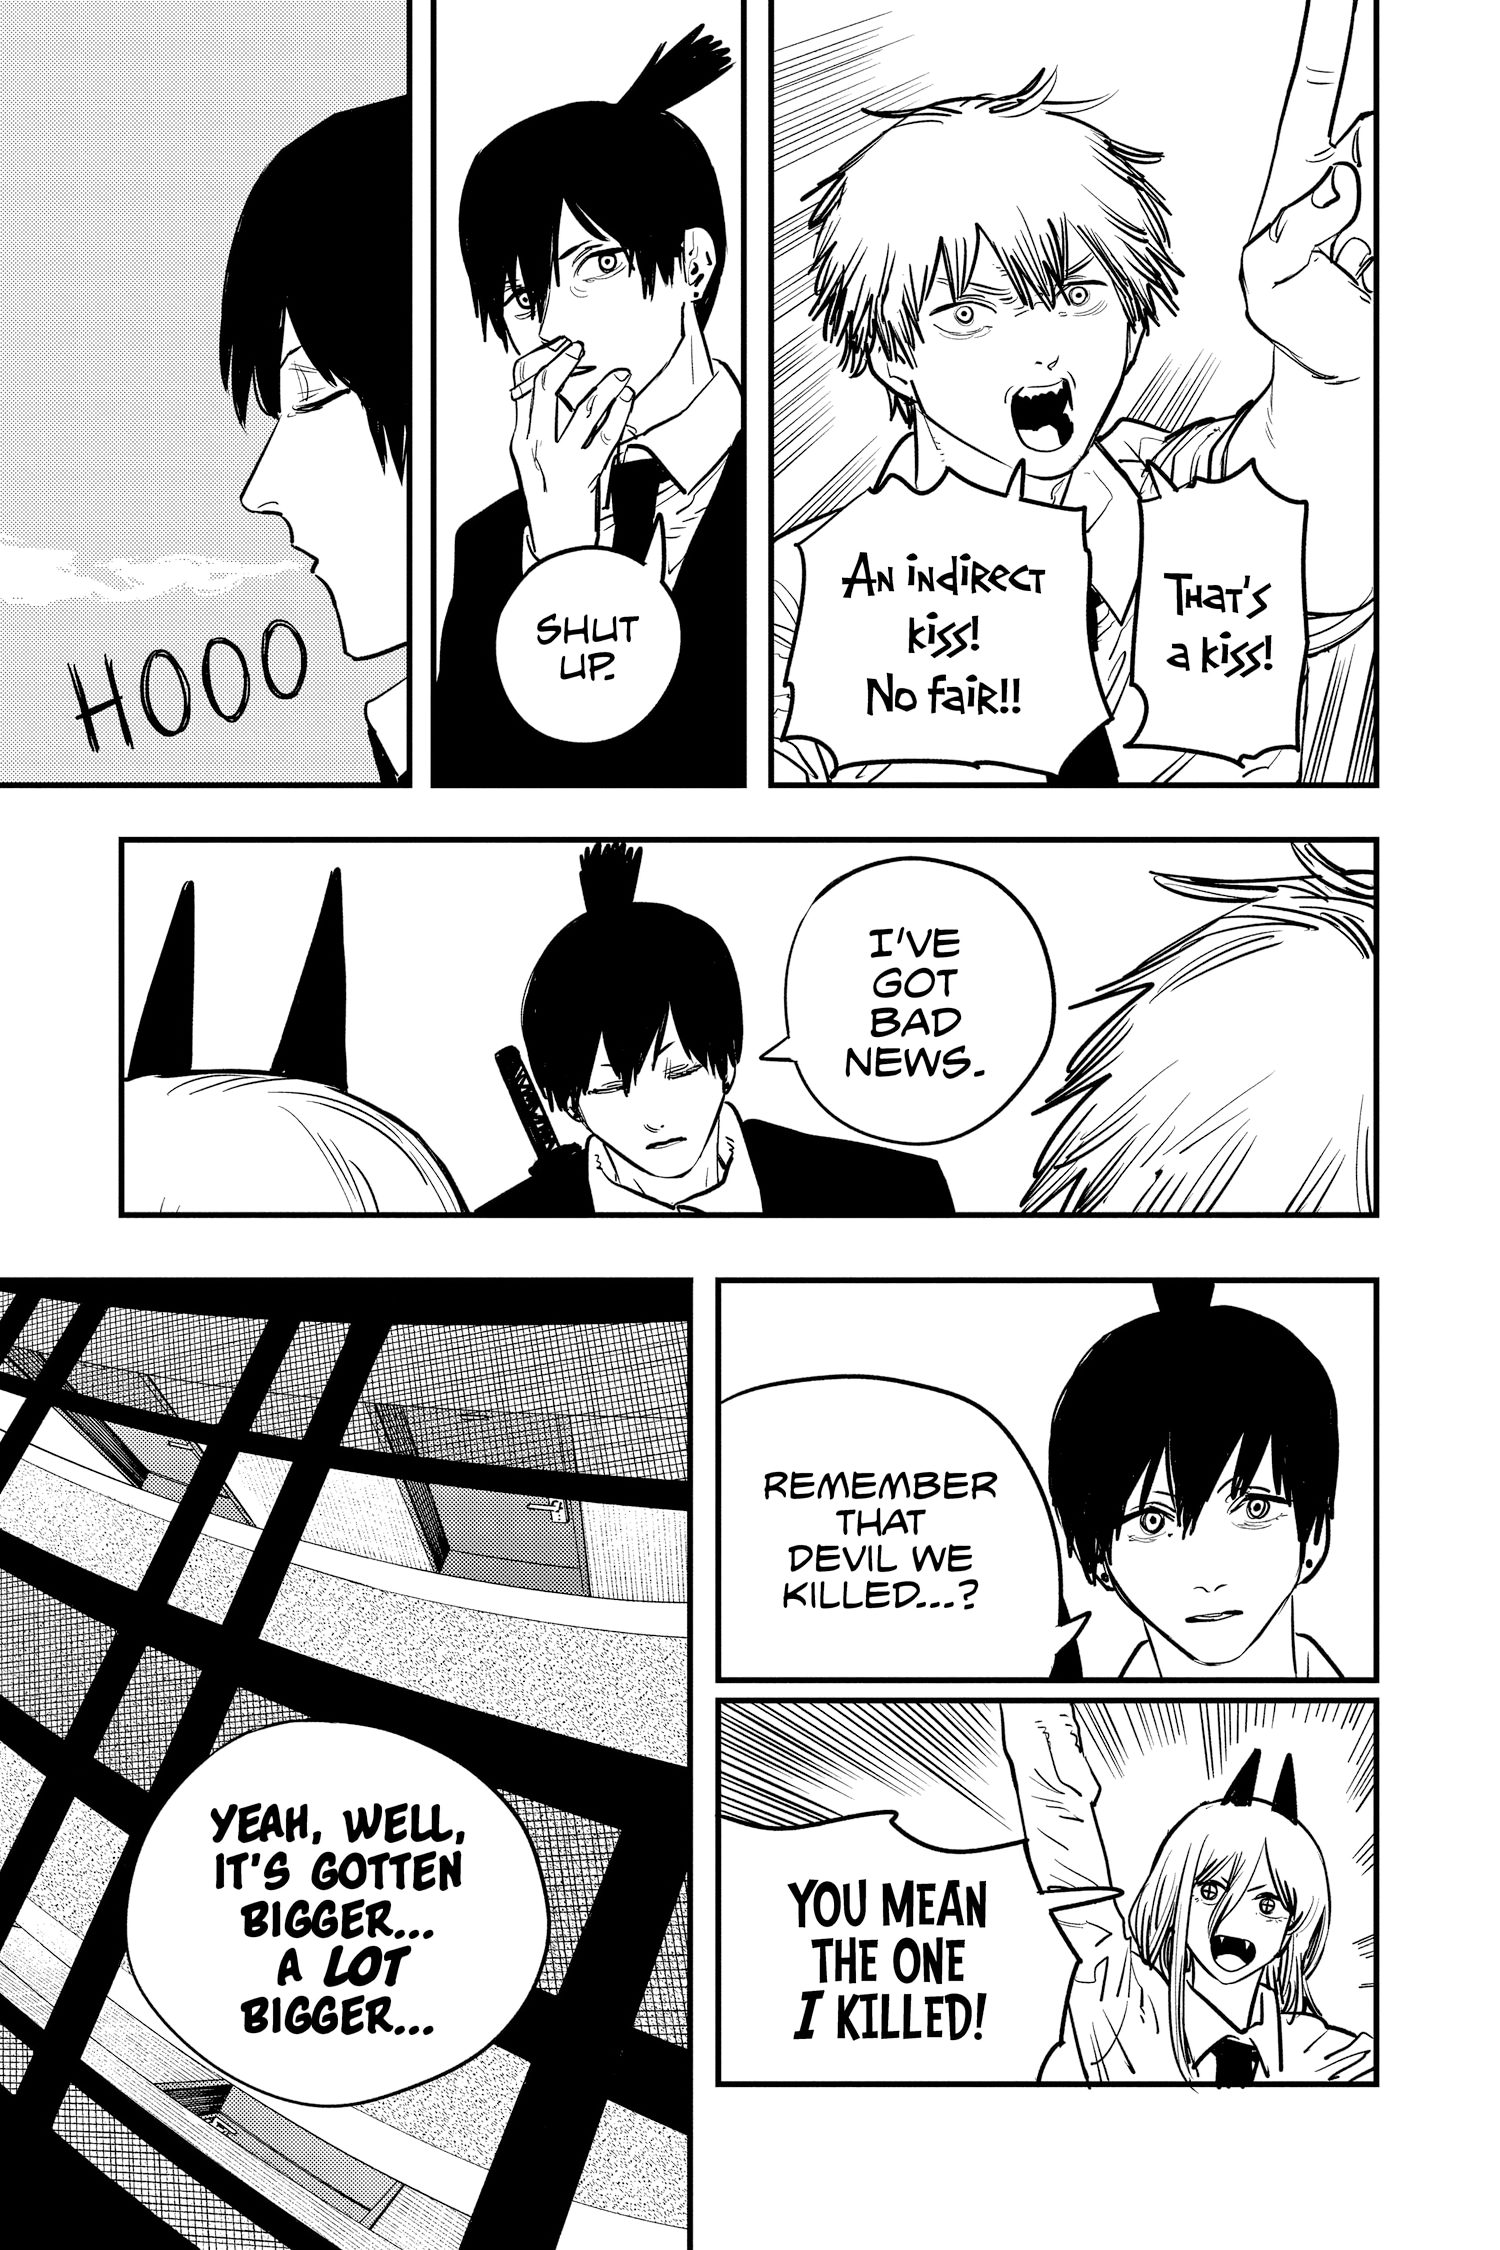 That's
a kiss!
An indirect
kiss!
No fair!!
SHUT
UP.
HOOO
I'VE
GOT
BAD
NEWS.
REMEMBER
THAT
DEVIL WE
KILLED...?
YOU MEAN
THE ONE
I KILLED!
YEAH, WELL,
IT'S GOTTEN
BIGGER...
A LOT
BIGGER...